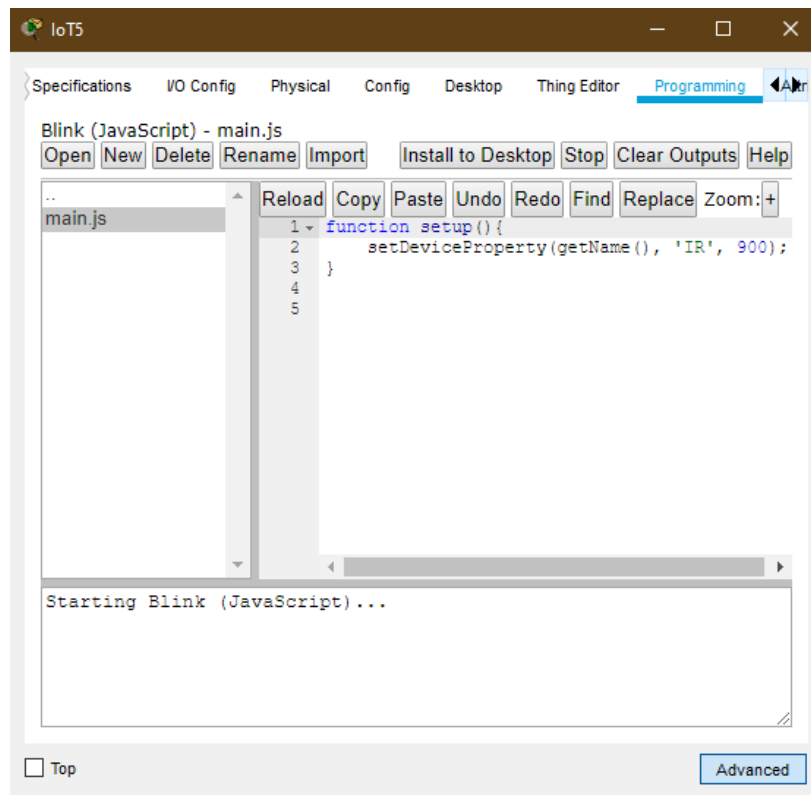 IoT5
Specifications I/O Config Physical Config Desktop Thing Editor Programming
Blink (JavaScript) - main.js
Open New Delete Rename Import Install to Desktop Stop Clear Outputs Help
..
main.js
Reload Copy Paste Undo Redo Find Replace Zoom: +
1 function setup(){
2 setDeviceProperty(getName(), 'IR', 900);
3 }
4
5
Starting Blink (JavaScript)...
Top
Advanced